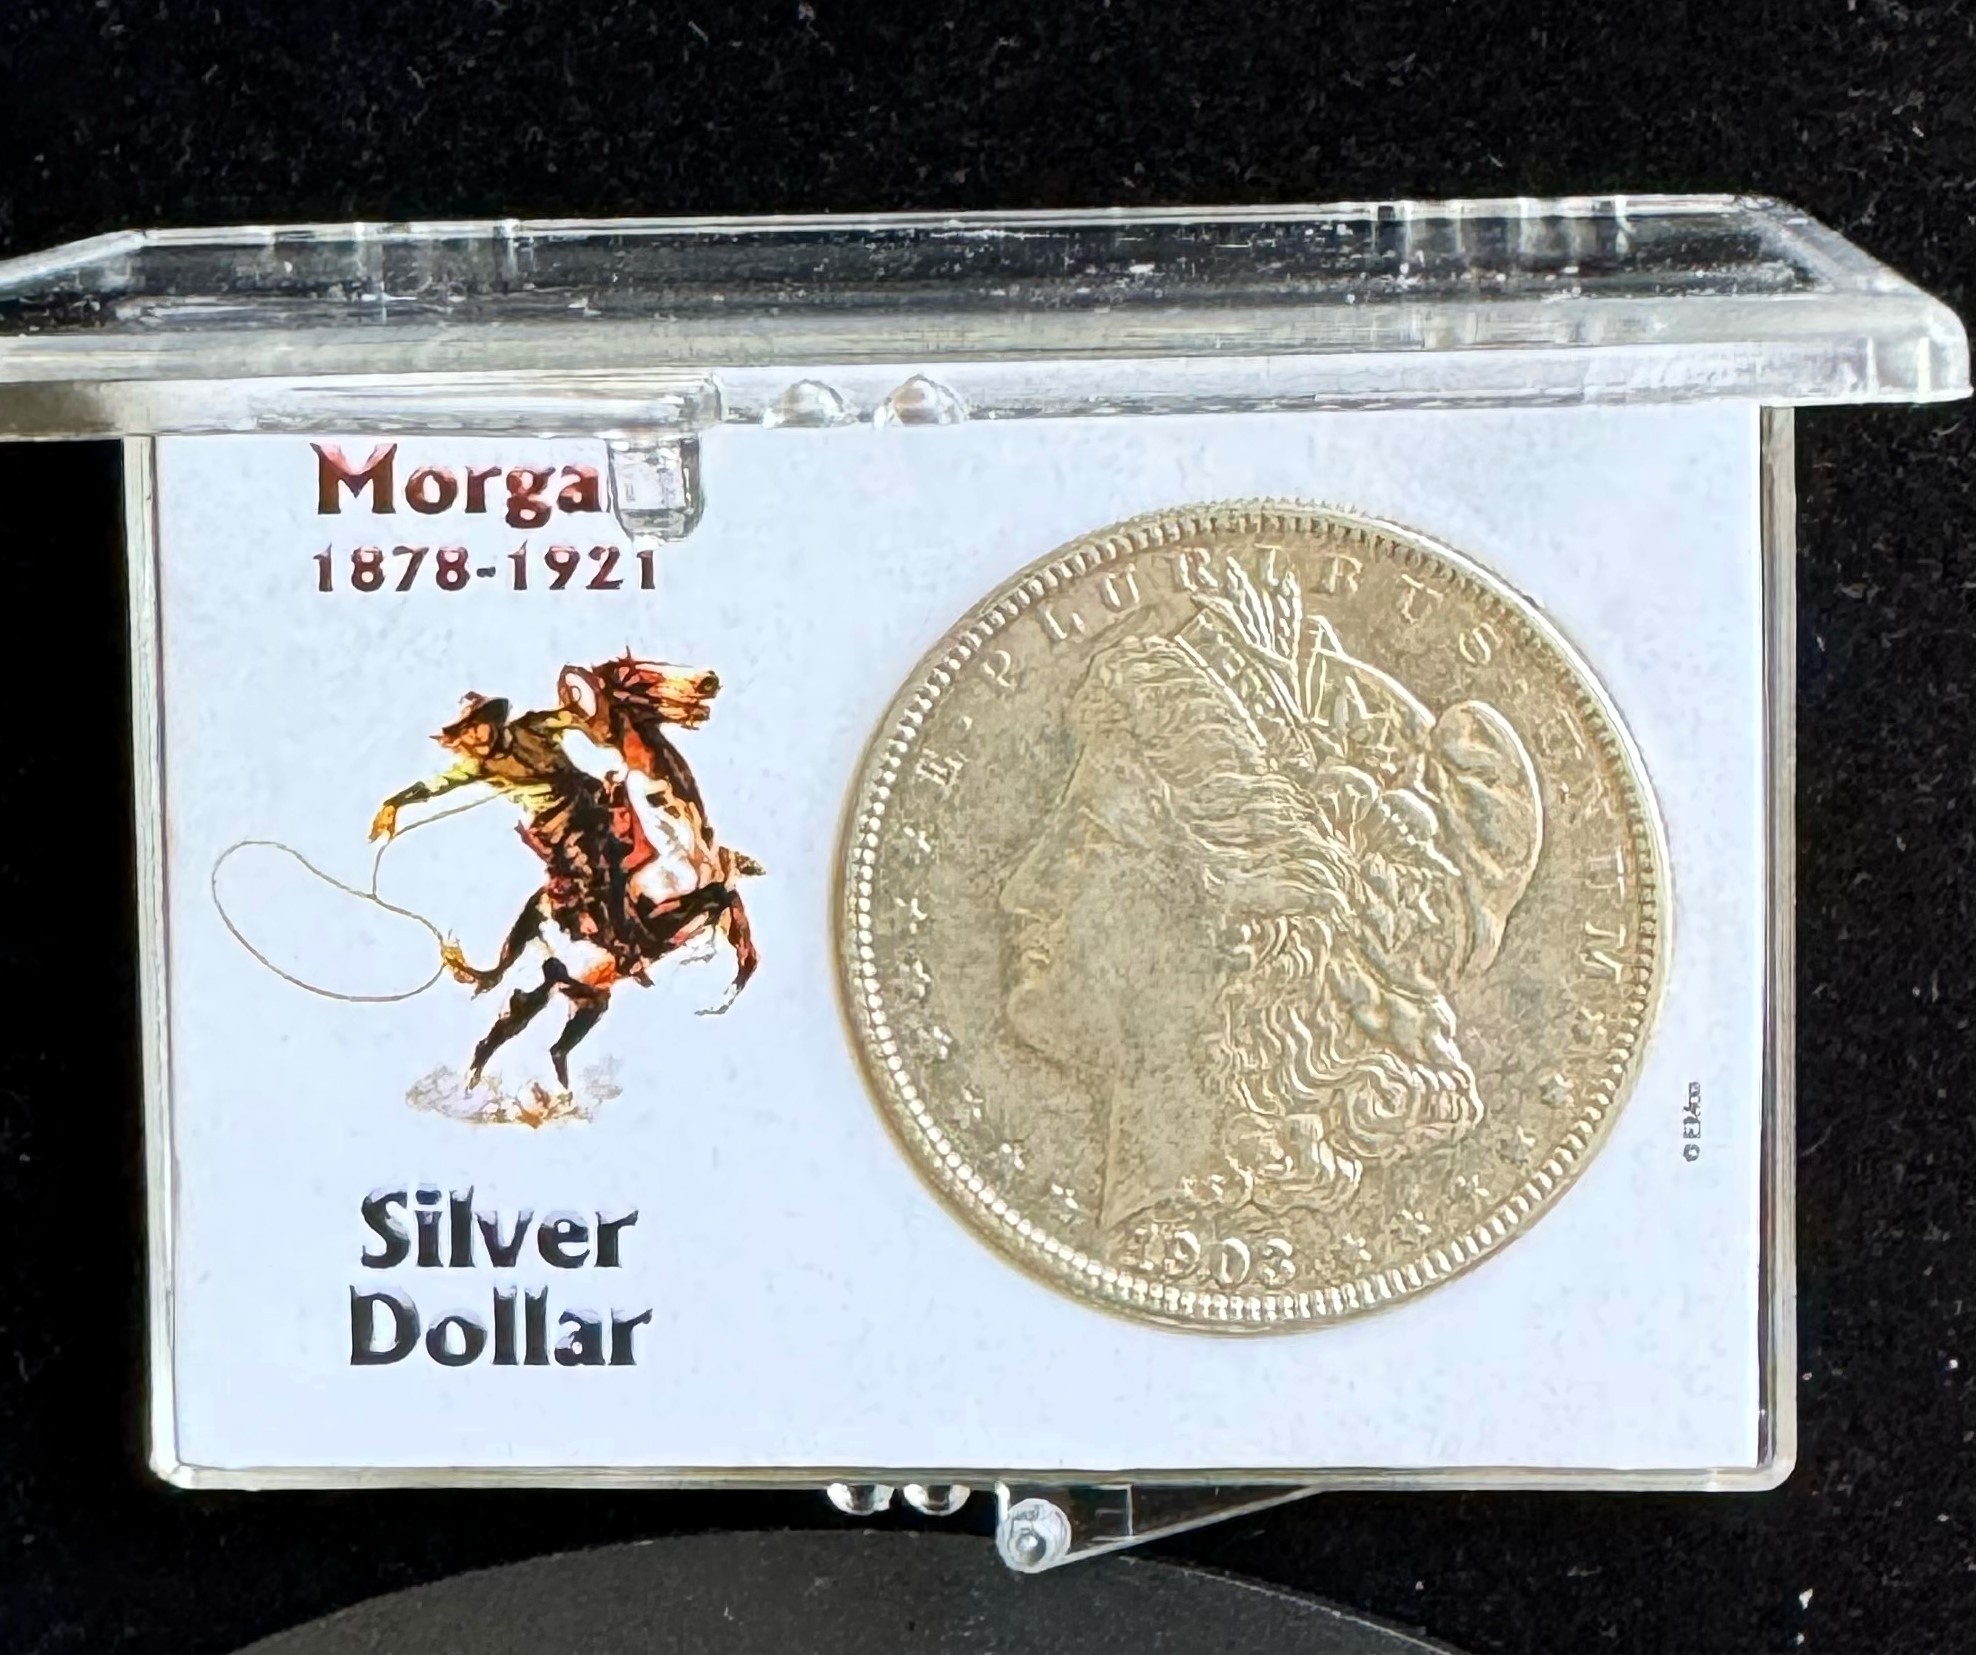 Morga
1878-1921
Silver
Dollar
E · PLURIBUS · UNUM
1903